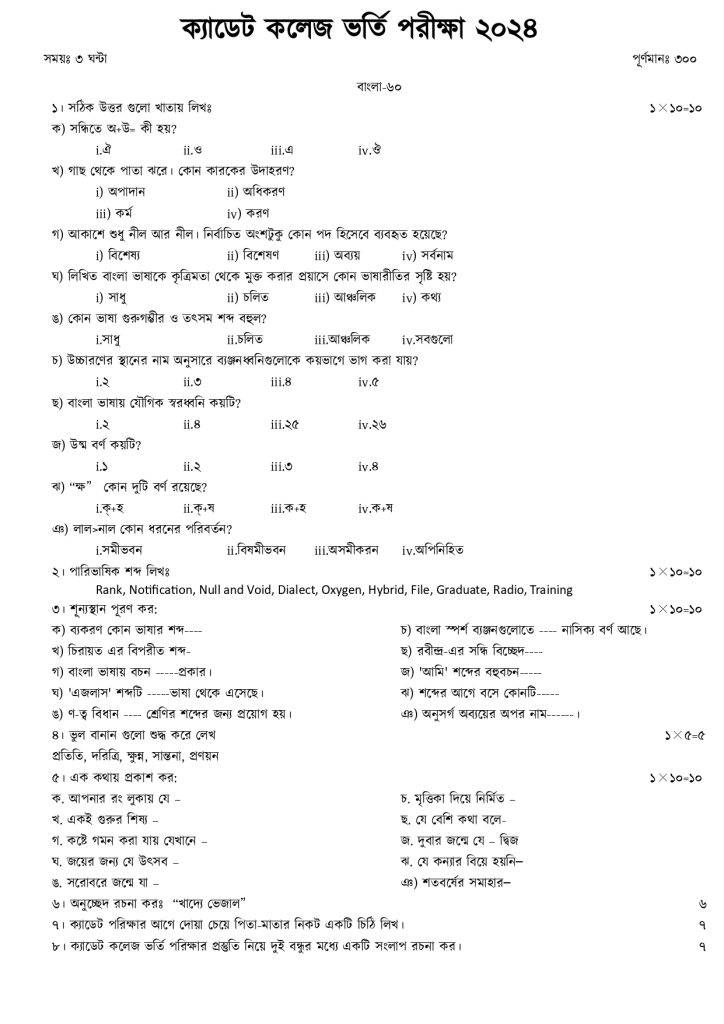 ক্যাডেট কলেজ ভর্তি পরীক্ষা ২০২৪
সময়ঃ ৩ ঘন্টা পূর্ণমানঃ ৩০০
বাংলা-৬০
১। সঠিক উত্তর গুলো খাতায় লিখঃ ১×১০=১০
ক) সন্ধিতে অ+উ= কী হয়?
i.ঐ ii.ও iii.এ iv.ঔ
খ) গাছ থেকে পাতা ঝরে। কোন কারকের উদাহরণ?
i) অপাদান ii) অধিকরণ
iii) কর্ম iv) করণ
গ) আকাশে শুধু নীল আর নীল। নির্বাচিত অংশটুকু কোন পদ হিসেবে ব্যবহৃত হয়েছে?
i) বিশেষ্য ii) বিশেষণ iii) অব্যয় iv) সর্বনাম
ঘ) লিখিত বাংলা ভাষাকে কৃত্রিমতা থেকে মুক্ত করার প্রয়াসে কোন ভাষারীতির সৃষ্টি হয়?
i) সাধু ii) চলিত iii) আঞ্চলিক iv) কথ্য
ঙ) কোন ভাষা গুরুগম্ভীর ও তৎসম শব্দ বহুল?
i.সাধু ii.চলিত iii.আঞ্চলিক iv.সবগুলো
চ) উচ্চারণের স্থানের নাম অনুসারে ব্যঞ্জনধ্বনিগুলোকে কয়ভাগে ভাগ করা যায়?
i.২ ii.৩ iii.৪ iv.৫
ছ) বাংলা ভাষায় যৌগিক স্বরধ্বনি কয়টি?
i.২ ii.৪ iii.২৫ iv.২৬
জ) উষ্ম বর্ণ কয়টি?
i.১ ii.২ iii.৩ iv.৪
ঝ) “ক্ষ” কোন দুটি বর্ণ রয়েছে?
i.ক্+হ ii.ক্+ষ iii.ক+হ iv.ক+ষ
ঞ) লাল>নাল কোন ধরনের পরিবর্তন?
i.সমীভবন ii.বিষমীভবন iii.অসমীকরন iv.অপিনিহিত
২। পারিভাষিক শব্দ লিখঃ ১×১০=১০
Rank, Notification, Null and Void, Dialect, Oxygen, Hybrid, File, Graduate, Radio, Training
৩। শূন্যস্থান পূরণ কর: ১×১০=১০
ক) ব্যকরণ কোন ভাষার শব্দ---- চ) বাংলা স্পর্শ ব্যঞ্জনগুলোতে ---- নাসিক্য বর্ণ আছে।
খ) চিরায়ত এর বিপরীত শব্দ- ছ) রবীন্দ্র-এর সন্ধি বিচ্ছেদ----
গ) বাংলা ভাষায় বচন -----প্রকার। জ) 'আমি' শব্দের বহুবচন-----
ঘ) 'এজলাস' শব্দটি -----ভাষা থেকে এসেছে। ঝ) শব্দের আগে বসে কোনটি-----
ঙ) ণ-ত্ব বিধান ---- শ্রেণির শব্দের জন্য প্রয়োগ হয়। ঞ) অনুসর্গ অব্যয়ের অপর নাম------।
৪। ভুল বানান গুলো শুদ্ধ করে লেখ ১×৫=৫
প্রতিতি, দরিত্রি, ক্ষুন্ন, সান্তনা, প্রণয়ন
৫। এক কথায় প্রকাশ কর: ১×১০=১০
ক. আপনার রং লুকায় যে – চ. মৃত্তিকা দিয়ে নির্মিত –
খ. একই গুরুর শিষ্য – ছ. যে বেশি কথা বলে-
গ. কষ্টে গমন করা যায় যেখানে – জ. দুবার জন্মে যে – দ্বিজ
ঘ. জয়ের জন্য যে উৎসব – ঝ. যে কন্যার বিয়ে হয়নি–
ঙ. সরোবরে জন্মে যা – ঞ) শতবর্ষের সমাহার–
৬। অনুচ্ছেদ রচনা করঃ “খাদ্যে ভেজাল” ৬
৭। ক্যাডেট পরিক্ষার আগে দোয়া চেয়ে পিতা-মাতার নিকট একটি চিঠি লিখ। ৭
৮। ক্যাডেট কলেজ ভর্তি পরিক্ষার প্রস্তুতি নিয়ে দুই বন্ধুর মধ্যে একটি সংলাপ রচনা কর। ৭